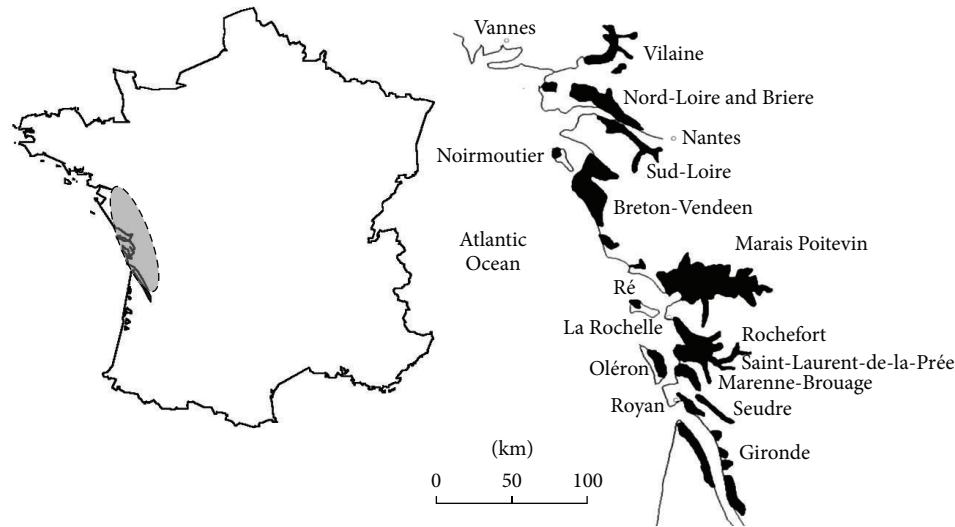 Vannes
Vilaine
Nord-Loire and Briere
Nantes
Noirmoutier
Sud-Loire
Breton-Vendeen
Atlantic
Ocean
Marais Poitevin
Ré
La Rochelle
Rochefort
Saint-Laurent-de-la-Prée
Oléron
Marenne-Brouage
Royan
Seudre
Gironde
(km)
0 50 100